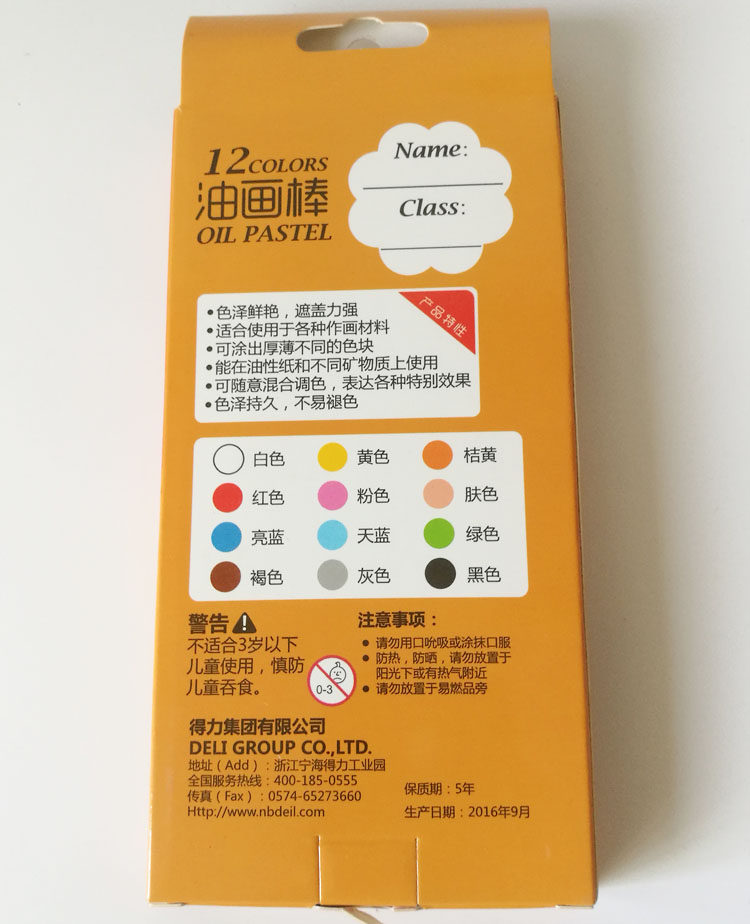 12 COLORS
油画棒
OIL PASTEL
Name:
Class:
产品特性
•色泽鲜艳，遮盖力强
•适合使用于各种作画材料
•可涂出厚薄不同的色块
•能在油性纸和不同矿物质上使用
•可随意混合调色，表达各种特别效果
•色泽持久，不易褪色
白色 黄色 桔黄
红色 粉色 肤色
亮蓝 天蓝 绿色
褐色 灰色 黑色
警告
不适合3岁以下
儿童使用，慎防
儿童吞食。
0-3
注意事项：
• 请勿用口吮吸或涂抹口服
• 防热，防晒，请勿放置于
阳光下或有热气附近
• 请勿放置于易燃品旁
得力集团有限公司
DELI GROUP CO.,LTD.
地址（Add）：浙江宁海得力工业园
全国服务热线：400-185-0555
传真（Fax）：0574-65273660
Http://www.nbdeil.com
保质期：5年
生产日期：2016年9月